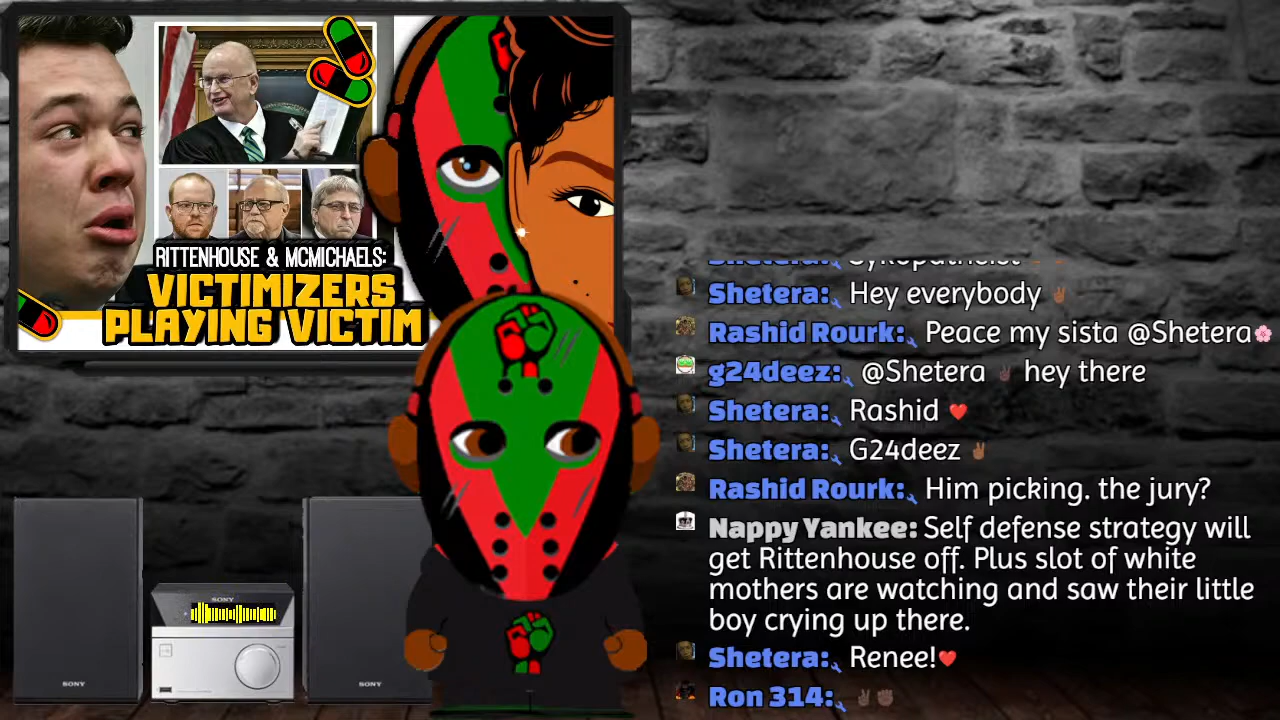 RITTENHOUSE & MCMICHAELS:
VICTIMIZERS
PLAYING VICTIM
SONY
SONY
SONY
Shetera:
Shetera: Hey everybody
Rashid Rourk: Peace my sista @Shetera
g24deez: @Shetera hey there
Shetera: Rashid
Shetera: G24deez
Rashid Rourk: Him picking. the jury?
Nappy Yankee: Self defense strategy will
get Rittenhouse off. Plus slot of white
mothers are watching and saw their little
boy crying up there.
Shetera: Renee!
Ron 314: